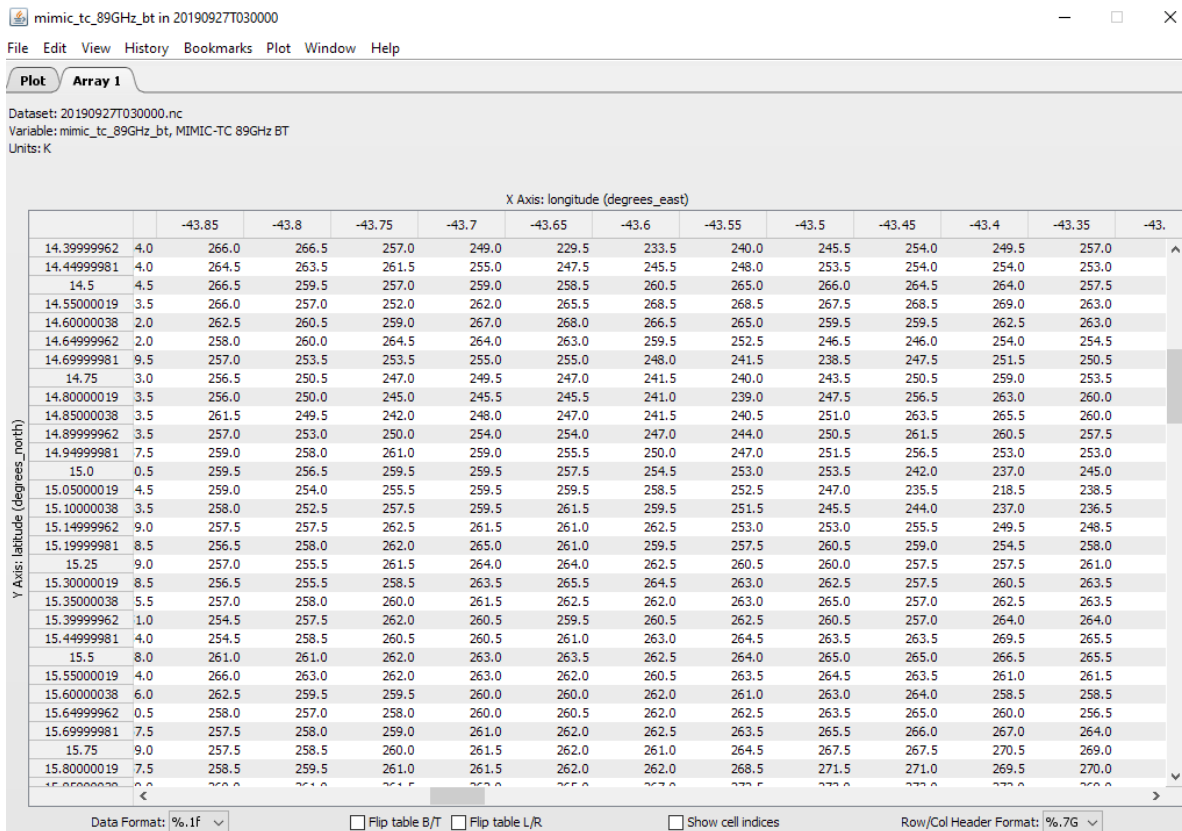 mimic_tc_89GHz_bt in 20190927T030000
File Edit View History Bookmarks Plot Window Help
Plot Array 1
Dataset: 20190927T030000.nc
Variable: mimic_tc_89GHz_bt, MIMIC-TC 89GHz BT
Units: K
X Axis: longitude (degrees_east)
-43.85 -43.8 -43.75 -43.7 -43.65 -43.6 -43.55 -43.5 -43.45 -43.4 -43.35 -43.
14.39999962 4.0 266.0 266.5 257.0 249.0 229.5 233.5 240.0 245.5 254.0 249.5 257.0
14.44999981 4.0 264.5 263.5 261.5 255.0 247.5 245.5 248.0 253.5 254.0 254.0 253.0
14.5 4.5 266.5 259.5 257.0 259.0 258.5 260.5 265.0 266.0 264.5 264.0 257.5
14.55000019 3.5 266.0 257.0 252.0 262.0 265.5 268.5 268.5 267.5 268.5 269.0 263.0
14.60000038 2.0 262.5 260.5 259.0 267.0 268.0 266.5 265.0 259.5 259.5 262.5 263.0
14.64999962 2.0 258.0 260.0 264.5 264.0 263.0 259.5 252.5 246.5 246.0 254.0 254.5
14.69999981 9.5 257.0 253.5 253.5 255.0 255.0 248.0 241.5 238.5 247.5 251.5 250.5
14.75 3.0 256.5 250.5 247.0 249.5 247.0 241.5 240.0 243.5 250.5 259.0 253.5
14.80000019 3.5 256.0 250.0 245.0 245.5 245.5 241.0 239.0 247.5 256.5 263.0 260.0
14.85000038 3.5 261.5 249.5 242.0 248.0 247.0 241.5 240.5 251.0 263.5 265.5 260.0
14.89999962 3.5 257.0 253.0 250.0 254.0 254.0 247.0 244.0 250.5 261.5 260.5 257.5
14.94999981 7.5 259.0 258.0 261.0 259.0 255.5 250.0 247.0 251.5 256.5 253.0 253.0
15.0 0.5 259.5 256.5 259.5 259.5 257.5 254.5 253.0 253.5 242.0 237.0 245.0
15.05000019 4.5 259.0 254.0 255.5 259.5 259.5 258.5 252.5 247.0 235.5 218.5 238.5
15.10000038 3.5 258.0 252.5 257.5 259.5 261.5 259.5 251.5 245.5 244.0 237.0 236.5
15.14999962 9.0 257.5 257.5 262.5 261.5 261.0 262.5 253.0 253.0 255.5 249.5 248.5
15.19999981 8.5 256.5 258.0 262.0 265.0 261.0 259.5 257.5 260.5 259.0 254.5 258.0
15.25 9.0 257.0 255.5 261.5 264.0 264.0 262.5 260.5 260.0 257.5 257.5 261.0
15.30000019 8.5 256.5 255.5 258.5 263.5 265.5 264.5 263.0 262.5 257.5 260.5 263.5
15.35000038 5.5 257.0 258.0 260.0 261.5 262.5 262.0 263.0 265.0 257.0 262.5 263.5
15.39999962 1.0 254.5 257.5 262.0 260.5 259.5 260.5 262.5 260.5 257.0 264.0 264.0
15.44999981 4.0 254.5 258.5 260.5 260.5 261.0 263.0 264.5 263.5 263.5 269.5 265.5
15.5 8.0 261.0 261.0 262.0 263.0 263.5 262.5 264.0 265.0 265.0 266.5 265.5
15.55000019 4.0 266.0 263.0 262.0 263.0 262.0 260.5 263.5 264.5 263.5 261.0 261.5
15.60000038 6.0 262.5 259.5 259.5 260.0 260.0 262.0 261.0 263.0 264.0 258.5 258.5
15.64999962 0.5 258.0 257.0 258.0 260.0 260.5 262.0 262.5 263.5 265.0 260.0 256.5
15.69999981 7.5 257.5 258.0 259.0 261.0 262.0 262.5 263.5 265.5 266.0 267.0 264.0
15.75 9.0 257.5 258.5 260.0 261.5 262.0 261.0 264.5 267.5 267.5 270.5 269.0
15.80000019 7.5 258.5 259.5 261.0 261.5 262.0 262.0 268.5 271.5 271.0 269.5 270.0
Y Axis: latitude (degrees_north)
Data Format: %.1f Flip table B/T Flip table L/R Show cell indices Row/Col Header Format: %.7G